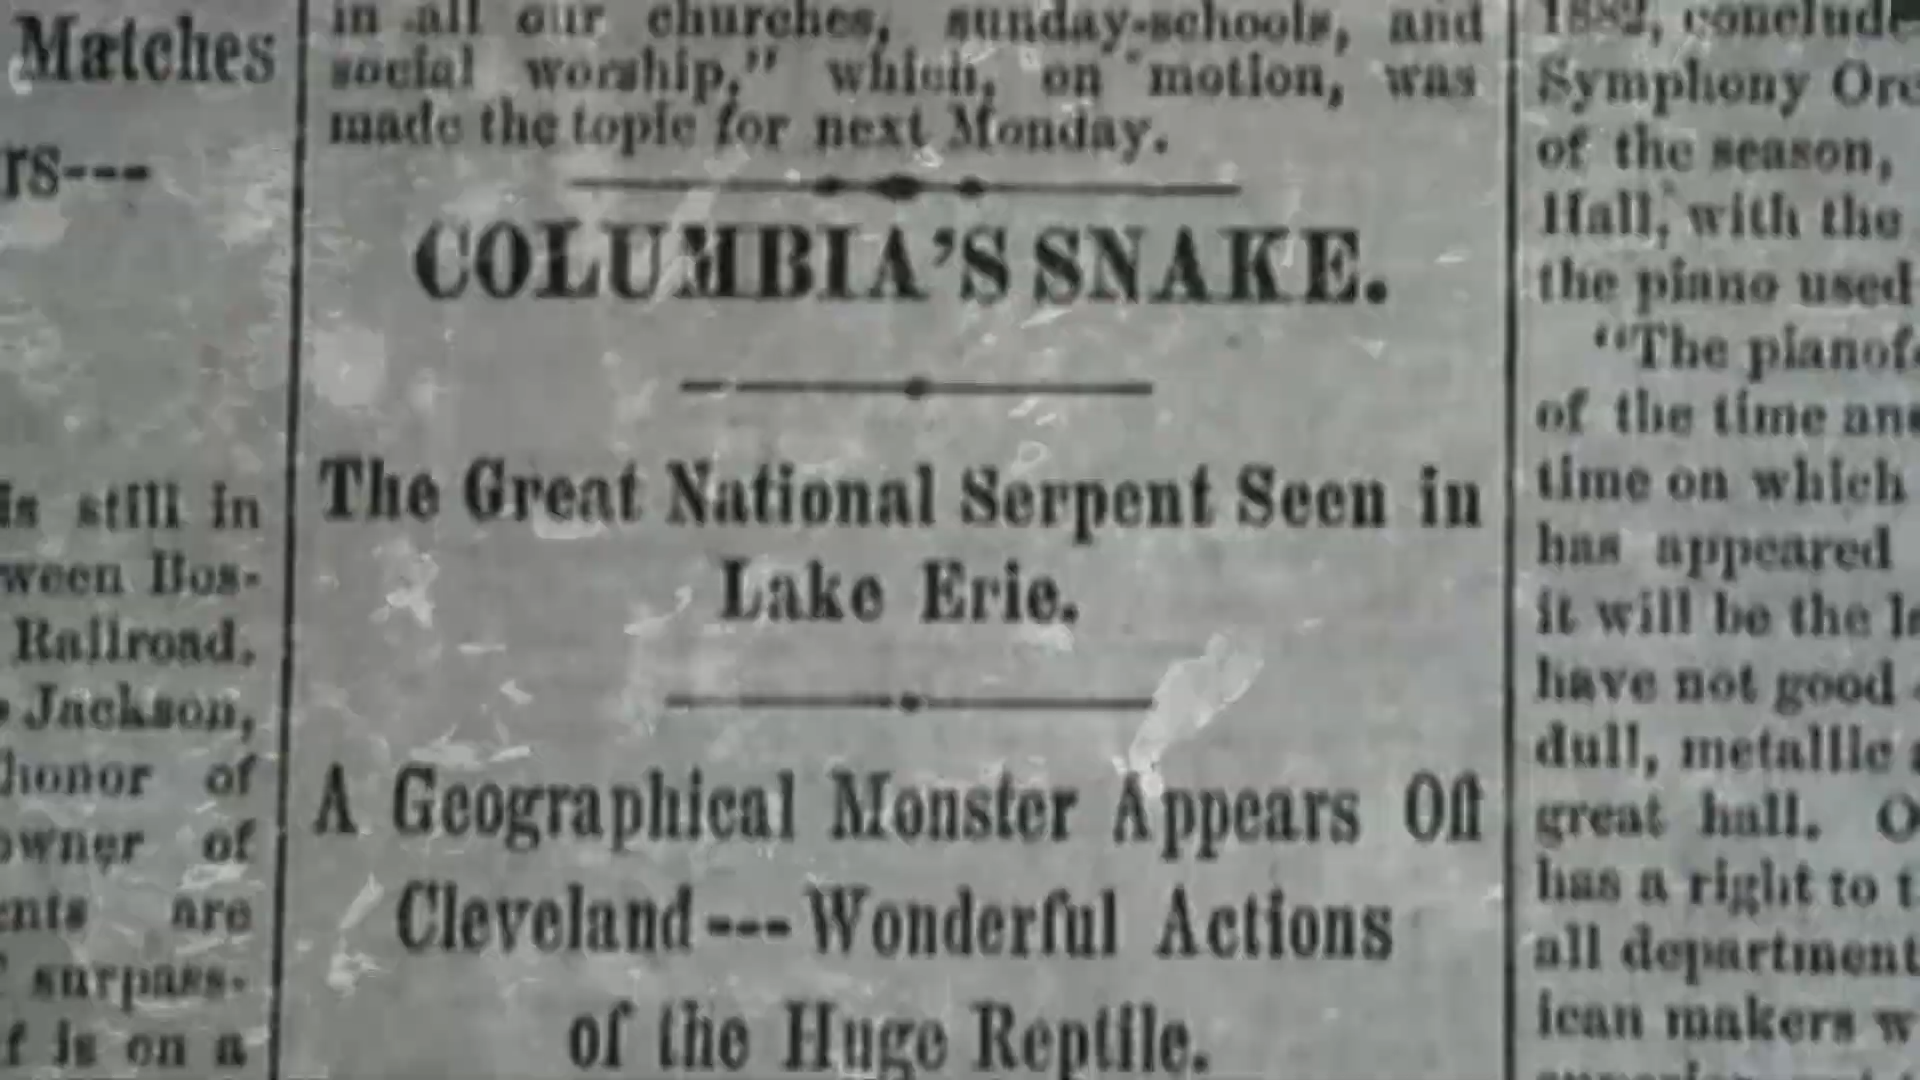 Matches
rs---
is still in
ween Bos-
Railroad,
Jackson,
honor of
owner of
ents are
surpass-
f is on a
in all our churches, sunday-schools, and
social worship," which, on motion, was
made the topic for next Monday.
COLUMBIA'S SNAKE.
The Great National Serpent Seen in
Lake Erie.
A Geographical Monster Appears Off
Cleveland---Wonderful Actions
of the Huge Reptile.
1882, conclude
Symphony Orc
of the season,
Hall, with the
the piano used
"The pianof
of the time and
time on which
has appeared
it will be the l
have not good
dull, metallic
great hall. O
has a right to t
all department
ican makers w